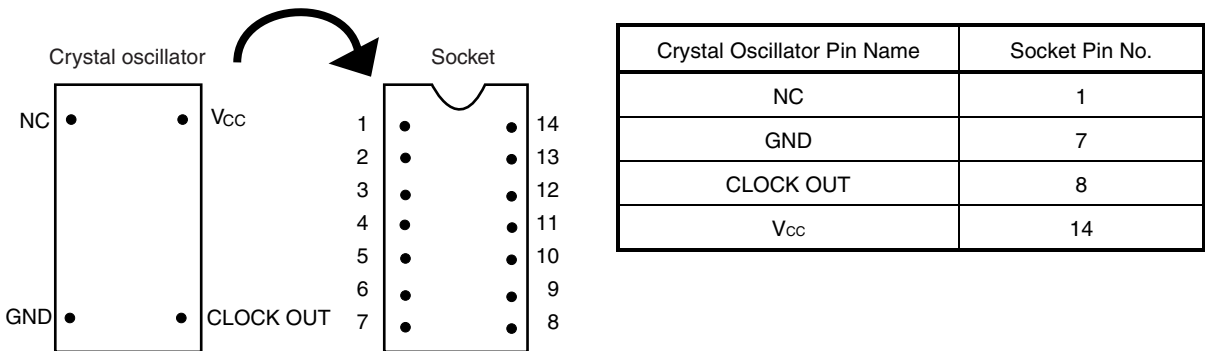 Crystal oscillator
NC
VCC
GND
CLOCK OUT
Socket
1
2
3
4
5
6
7
14
13
12
11
10
9
8
Crystal Oscillator Pin Name Socket Pin No.
NC 1
GND 7
CLOCK OUT 8
VCC 14